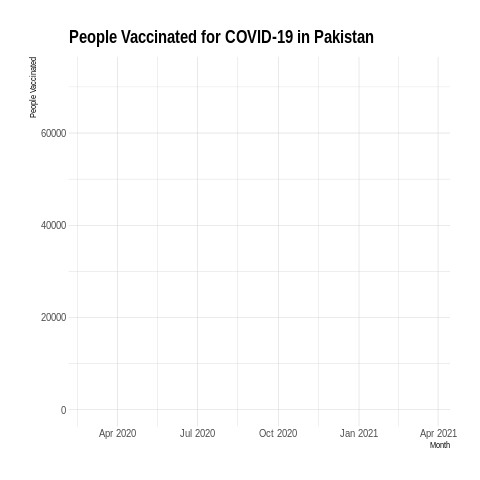 People Vaccinated for COVID-19 in Pakistan
People Vaccinated
60000
40000
20000
0
Apr 2020 Jul 2020 Oct 2020 Jan 2021 Apr 2021
Month